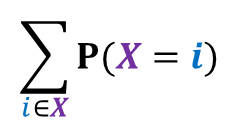 ∑ P(X = i)
i∈X